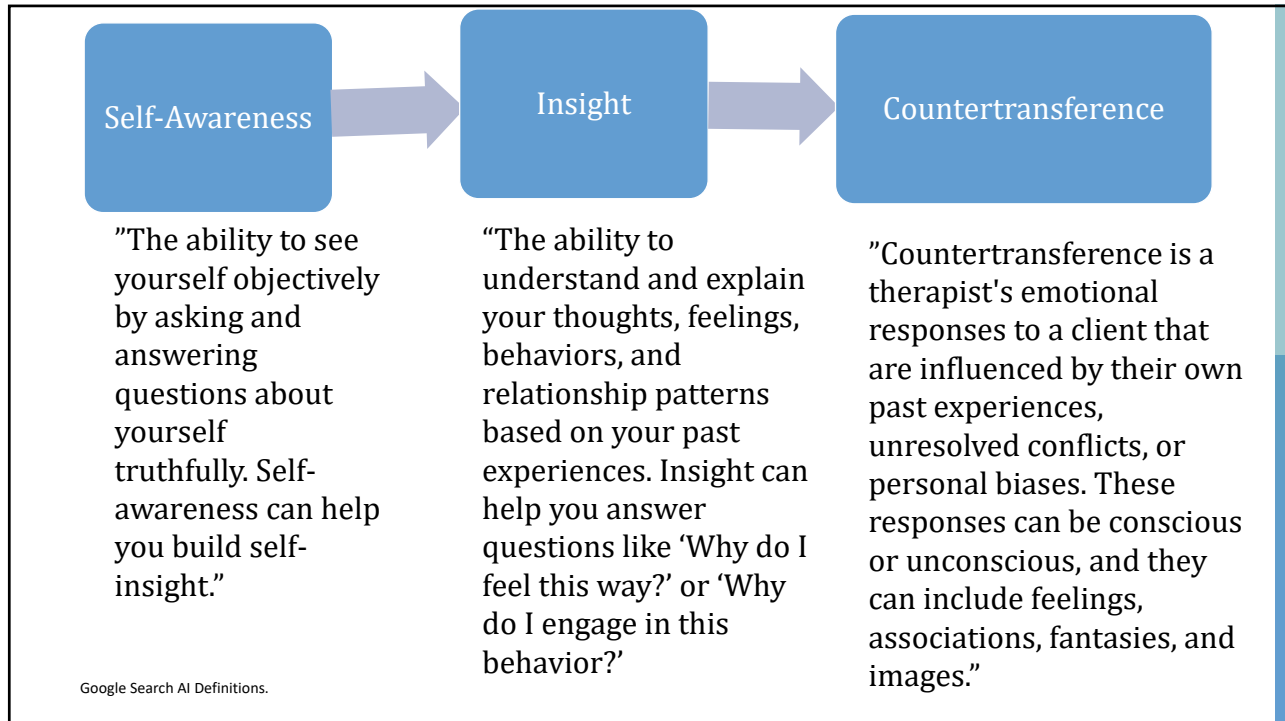 Self-Awareness
Insight
Countertransference
”The ability to see
yourself objectively
by asking and
answering
questions about
yourself
truthfully. Self-
awareness can help
you build self-
insight.”
“The ability to
understand and explain
your thoughts, feelings,
behaviors, and
relationship patterns
based on your past
experiences. Insight can
help you answer
questions like ‘Why do I
feel this way?’ or ‘Why
do I engage in this
behavior?’
”Countertransference is a
therapist's emotional
responses to a client that
are influenced by their own
past experiences,
unresolved conflicts, or
personal biases. These
responses can be conscious
or unconscious, and they
can include feelings,
associations, fantasies, and
images.”
Google Search AI Definitions.